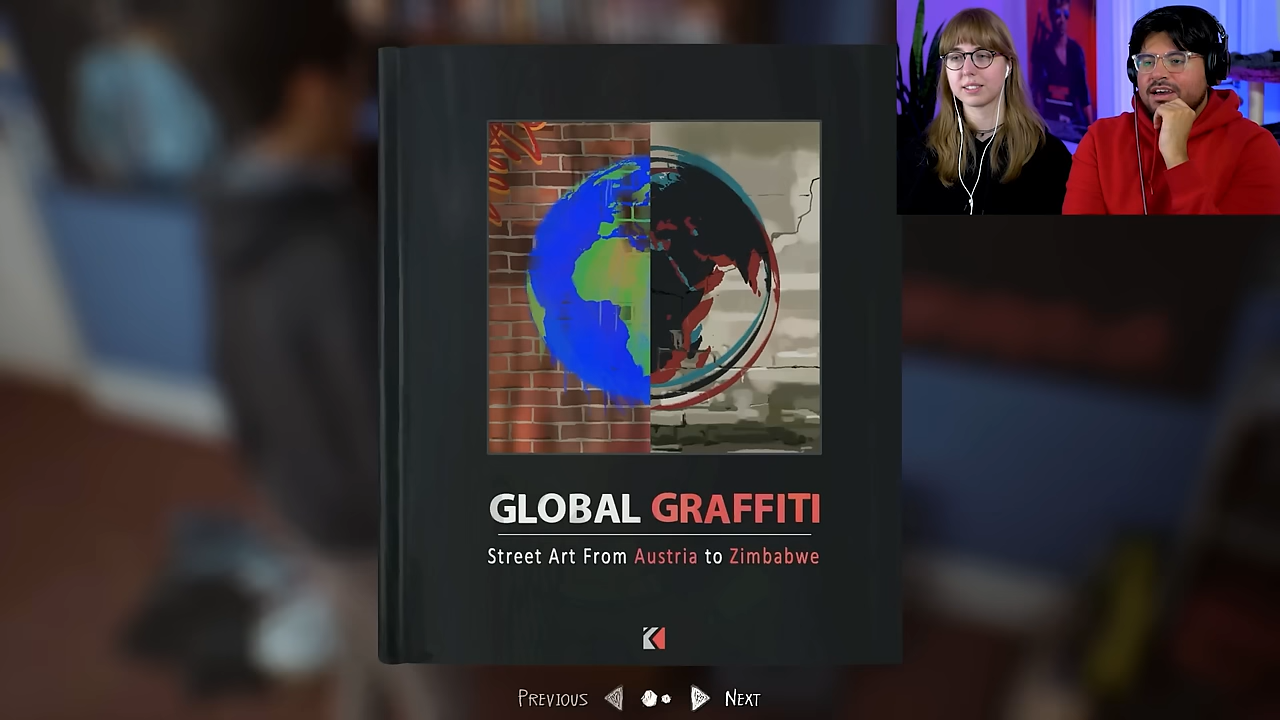 GLOBAL GRAFFITI
Street Art From Austria to Zimbabwe
K
Previous
Next